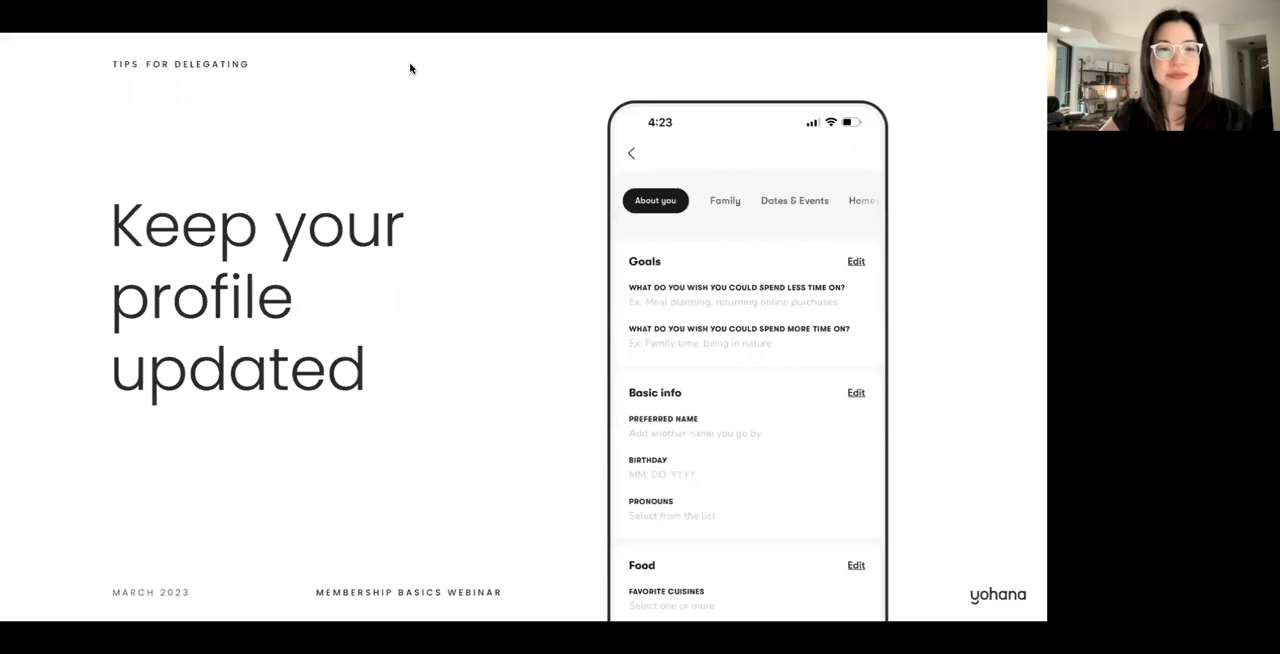 TIPS FOR DELEGATING
Keep your
profile
updated
4:23
About you Family Dates & Events Home
Goals Edit
WHAT DO YOU WISH YOU COULD SPEND LESS TIME ON?
Ex: Meal planning, returning online purchases
WHAT DO YOU WISH YOU COULD SPEND MORE TIME ON?
Ex: Family time, being in nature
Basic info Edit
PREFERRED NAME
Add another name you go by
BIRTHDAY
MM, DD, YYYY
PRONOUNS
Select from the list
Food Edit
FAVORITE CUISINES
Select one or more
MARCH 2023 MEMBERSHIP BASICS WEBINAR yohana